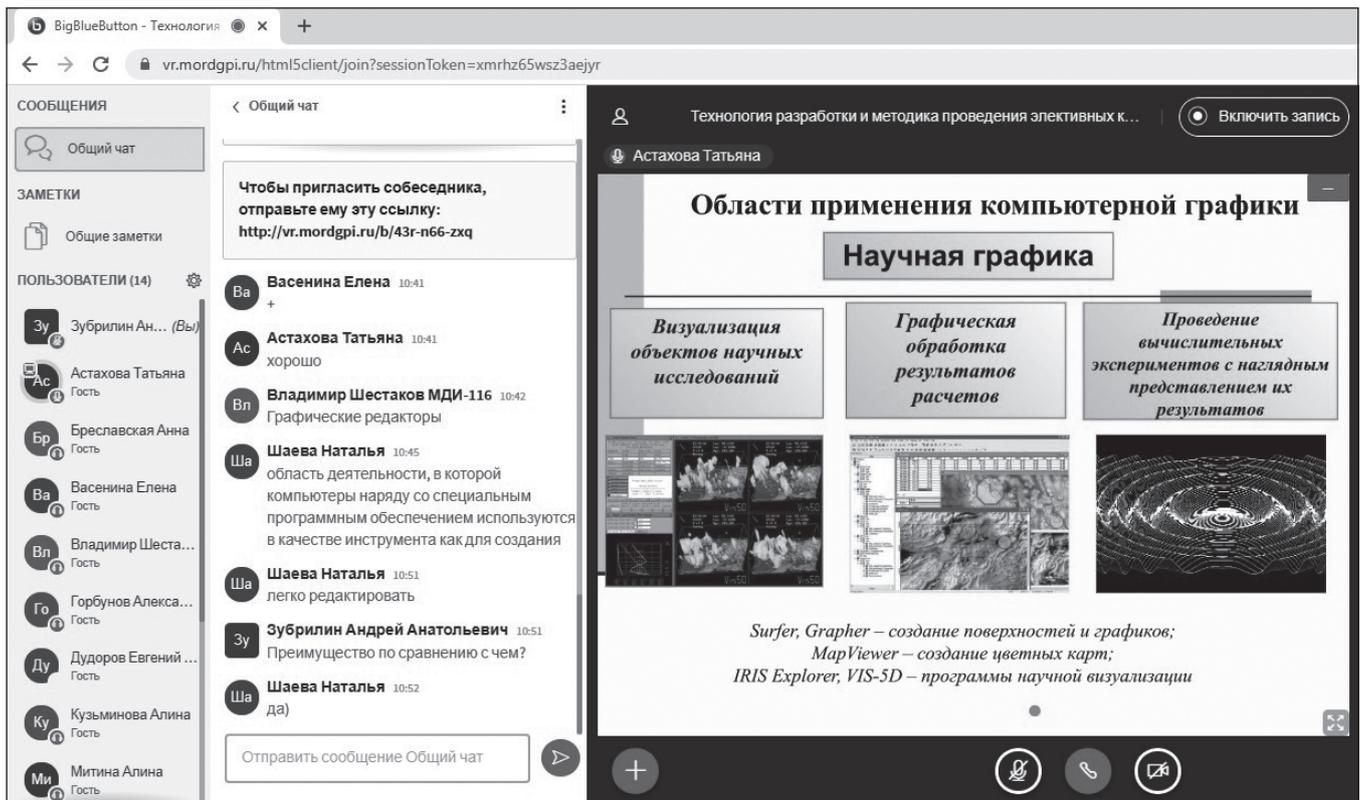 BigBlueButton - Технология
vr.mordgpi.ru/html5client/join?sessionToken=xmrhz65wsz3aejyr
СООБЩЕНИЯ
Общий чат
ЗАМЕТКИ
Общие заметки
ПОЛЬЗОВАТЕЛИ (14)
Зу Зубрилин Ан... (Вы)
Ас Астахова Татьяна
Гость
Бр Бреславская Анна
Гость
Ва Васенина Елена
Гость
Вл Владимир Шеста...
Гость
Го Горбунов Алекса...
Гость
Ду Дудоров Евгений ...
Гость
Ку Кузьминова Алина
Гость
Ми Митина Алина
Гость
Общий чат
Чтобы пригласить собеседника,
отправьте ему эту ссылку:
http://vr.mordgpi.ru/b/43r-n66-zxq
Ва Васенина Елена 10:41
+
Ас Астахова Татьяна 10:41
хорошо
Вл Владимир Шестаков МДИ-116 10:42
Графические редакторы
Ша Шаева Наталья 10:45
область деятельности, в которой
компьютеры наряду со специальным
программным обеспечением используются
в качестве инструмента как для создания
Ша Шаева Наталья 10:51
легко редактировать
Зу Зубрилин Андрей Анатольевич 10:51
Преимущество по сравнению с чем?
Ша Шаева Наталья 10:52
да)
Отправить сообщение Общий чат
Технология разработки и методика проведения элективных к...
Включить запись
Астахова Татьяна
Области применения компьютерной графики
Научная графика
Визуализация
объектов научных
исследований
Графическая
обработка
результатов
расчетов
Проведение
вычислительных
экспериментов с наглядным
представлением их
результатов
Vis5D
Vis5D
Vis5D
Surfer, Grapher – создание поверхностей и графиков;
MapViewer – создание цветных карт;
IRIS Explorer, VIS-5D – программы научной визуализации